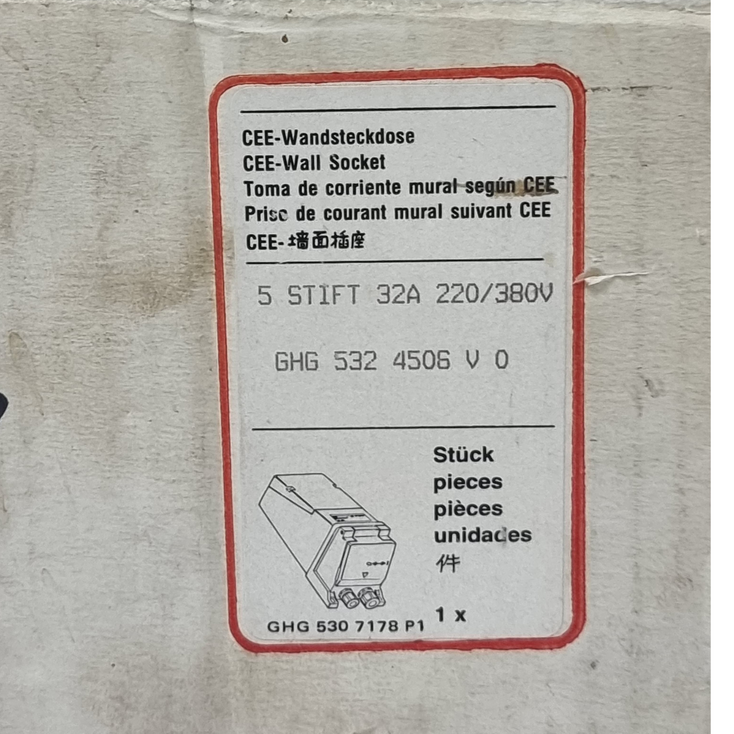 CEE-Wandsteckdose
CEE-Wall Socket
Toma de corriente mural según CEE
Prise de courant mural suivant CEE
CEE-墙面插座
5 STIFT 32A 220/380V
GHG 532 4506 V 0
Stück
pieces
pièces
unidades
件
1 x
GHG 530 7178 P1